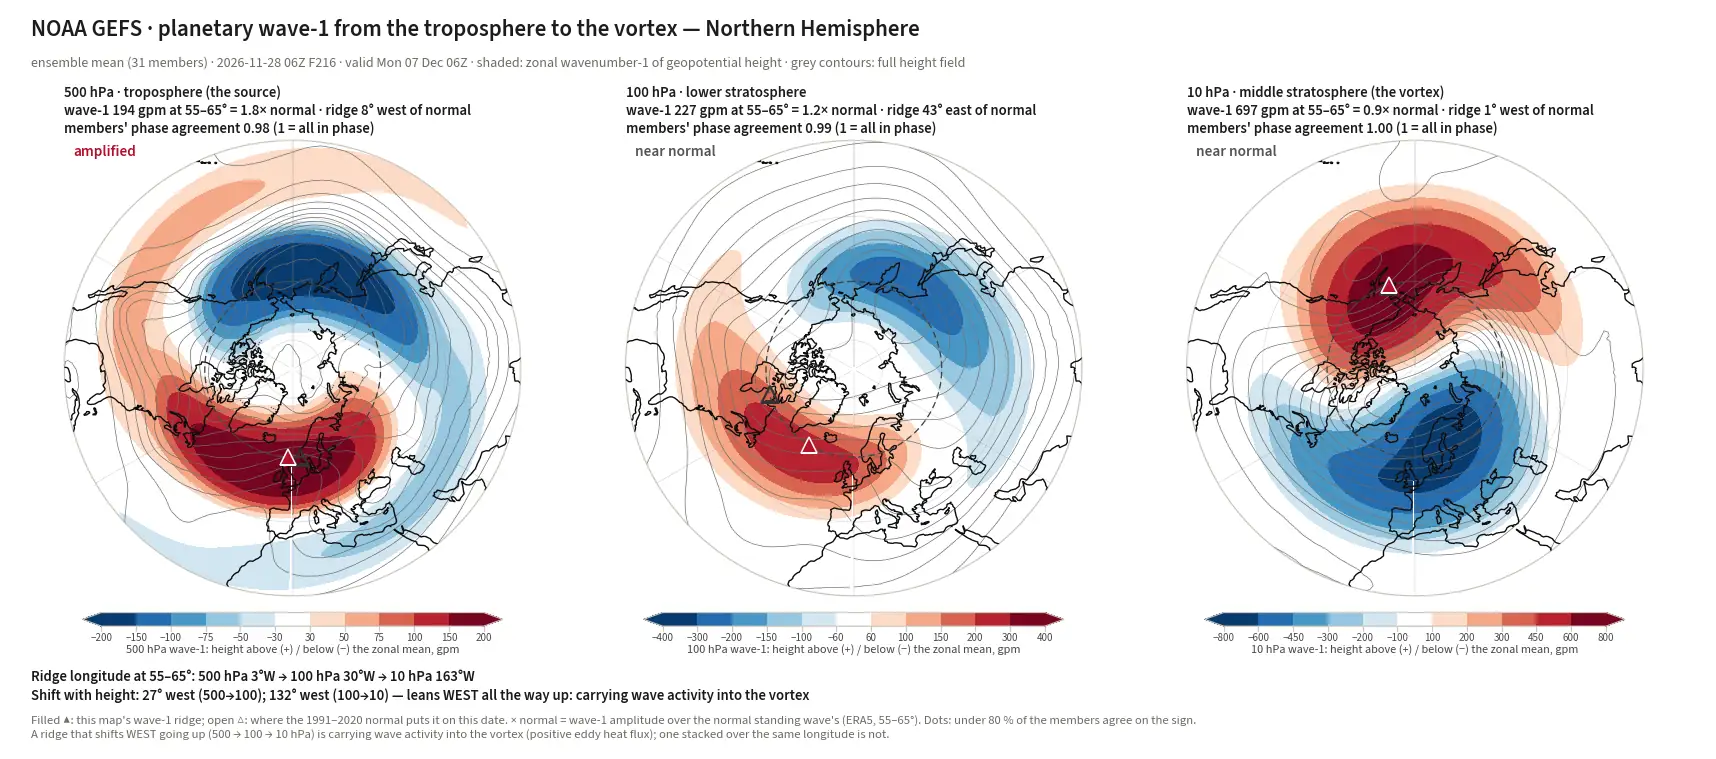 NOAA GEFS · planetary wave-1 from the troposphere to the vortex — Northern Hemisphere
ensemble mean (31 members) · 2026-11-28 06Z F216 · valid Mon 07 Dec 06Z · shaded: zonal wavenumber-1 of geopotential height · grey contours: full height field
500 hPa · troposphere (the source)
wave-1 194 gpm at 55–65° = 1.8× normal · ridge 8° west of normal
members' phase agreement 0.98 (1 = all in phase)
amplified
100 hPa · lower stratosphere
wave-1 227 gpm at 55–65° = 1.2× normal · ridge 43° east of normal
members' phase agreement 0.99 (1 = all in phase)
near normal
10 hPa · middle stratosphere (the vortex)
wave-1 697 gpm at 55–65° = 0.9× normal · ridge 1° west of normal
members' phase agreement 1.00 (1 = all in phase)
near normal
−200 −150 −100 −75 −50 −30 30 50 75 100 150 200
500 hPa wave-1: height above (+) / below (−) the zonal mean, gpm
−400 −300 −200 −150 −100 −60 60 100 150 200 300 400
100 hPa wave-1: height above (+) / below (−) the zonal mean, gpm
−800 −600 −450 −300 −200 −100 100 200 300 450 600 800
10 hPa wave-1: height above (+) / below (−) the zonal mean, gpm
Ridge longitude at 55–65°: 500 hPa 3°W → 100 hPa 30°W → 10 hPa 163°W
Shift with height: 27° west (500→100); 132° west (100→10) — leans WEST all the way up: carrying wave activity into the vortex
Filled ▲: this map's wave-1 ridge; open △: where the 1991–2020 normal puts it on this date. × normal = wave-1 amplitude over the normal standing wave's (ERA5, 55–65°). Dots: under 80 % of the members agree on the sign.
A ridge that shifts WEST going up (500 → 100 → 10 hPa) is carrying wave activity into the vortex (positive eddy heat flux); one stacked over the same longitude is not.